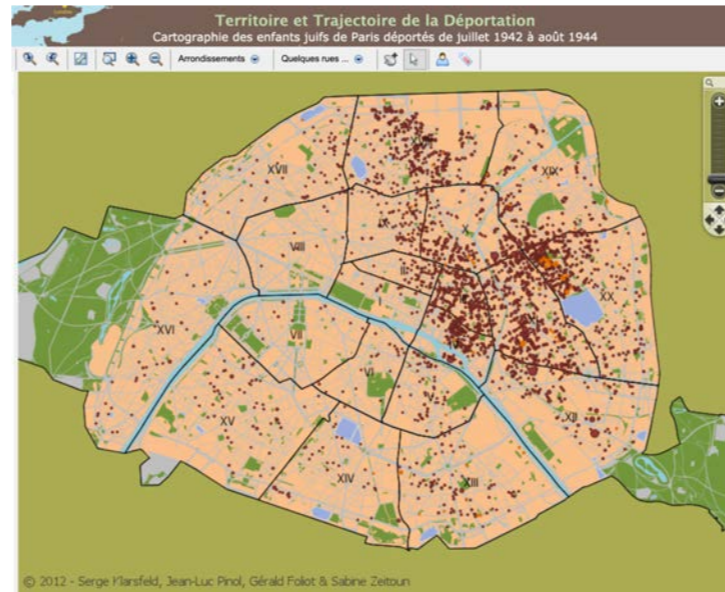 Territoire et Trajectoire de la Déportation
Cartographie des enfants juifs de Paris déportés de juillet 1942 à août 1944
Arrondissements
Quelques rues ...
XVII
XIX
IX
X
VIII
II
I
XX
XVI
VII
VI
XV
XII
XIV
XIII
© 2012 - Serge Klarsfeld, Jean-Luc Pinol, Gérald Foliot & Sabine Zeitoun